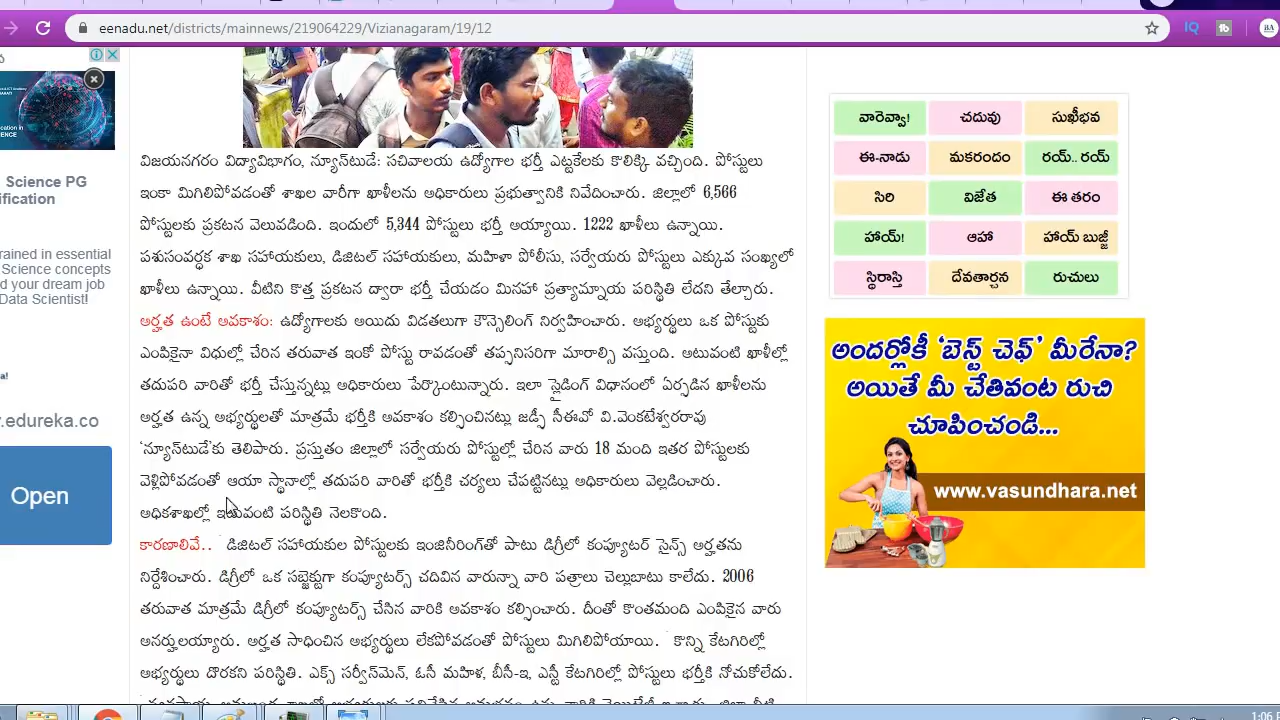 eenadu.net/districts/mainnews/219064229/Vizianagaram/19/12
Science PG
ification
rained in essential
Science concepts
d your dream job
Data Scientist!
a!
.edureka.co
Open
విజయనగరం విద్యావిభాగం, న్యూస్‌టుడే: సచివాలయ ఉద్యోగాల భర్తీ ఎట్టకేలకు కొలిక్కి వచ్చింది. పోస్టులు
ఇంకా మిగిలిపోవడంతో శాఖల వారీగా ఖాళీలను అధికారులు ప్రభుత్వానికి నివేదించారు. జిల్లాలో 6,566
పోస్టులకు ప్రకటన వెలువడింది. ఇందులో 5,344 పోస్టులు భర్తీ అయ్యాయి. 1222 ఖాళీలు ఉన్నాయి.
పశుసంవర్ధక శాఖ సహాయకులు, డిజిటల్‌ సహాయకులు, మహిళా పోలీసు, సర్వేయరు పోస్టులు ఎక్కువ సంఖ్యలో
ఖాళీలు ఉన్నాయి. వీటిని కొత్త ప్రకటన ద్వారా భర్తీ చేయడం మినహా ప్రత్యామ్నాయ పరిస్థితి లేదని తేల్చారు.
అర్హత ఉంటే అవకాశం: ఉద్యోగాలకు అయిదు విడతలుగా కౌన్సెలింగ్‌ నిర్వహించారు. అభ్యర్థులు ఒక పోస్టుకు
ఎంపికైనా విధుల్లో చేరిన తరువాత ఇంకో పోస్టు రావడంతో తప్పనిసరిగా మారాల్సి వస్తుంది. అటువంటి ఖాళీల్లో
తదుపరి వారితో భర్తీ చేస్తున్నట్లు అధికారులు పేర్కొంటున్నారు. ఇలా స్లైడింగ్‌ విధానంలో ఏర్పడిన ఖాళీలను
అర్హత ఉన్న అభ్యర్థులతో మాత్రమే భర్తీకి అవకాశం కల్పించినట్లు జడ్పీ సీఈవో వి.వెంకటేశ్వరరావు
'న్యూస్‌టుడే'కు తెలిపారు. ప్రస్తుతం జిల్లాలో సర్వేయరు పోస్టుల్లో చేరిన వారు 18 మంది ఇతర పోస్టులకు
వెళ్లిపోవడంతో ఆయా స్థానాల్లో తదుపరి వారితో భర్తీకి చర్యలు చేపట్టినట్లు అధికారులు వెల్లడించారు.
అధికశాఖల్లో ఇటువంటి పరిస్థితి నెలకొంది.
కారణాలివే.. డిజిటల్‌ సహాయకుల పోస్టులకు ఇంజినీరింగ్‌తో పాటు డిగ్రీలో కంప్యూటర్‌ సైన్స్‌ అర్హతను
నిర్దేశించారు. డిగ్రీలో ఒక సబ్జెక్టుగా కంప్యూటర్స్‌ చదివిన వారున్నా వారి పత్రాలు చెల్లుబాటు కాలేదు. 2006
తరువాత మాత్రమే డిగ్రీలో కంప్యూటర్స్‌ చేసిన వారికి అవకాశం కల్పించారు. దీంతో కొంతమంది ఎంపికైన వారు
అనర్హులయ్యారు. అర్హత సాధించిన అభ్యర్థులు లేకపోవడంతో పోస్టులు మిగిలిపోయాయి. కొన్ని కేటగిరిల్లో
అభ్యర్థులు దొరకని పరిస్థితి. ఎక్స్‌ సర్వీస్‌మెన్‌, ఓసీ మహిళ, బీసీ-ఇ, ఎస్టీ కేటగిరిల్లో పోస్టులు భర్తీకి నోచుకోలేదు.
వారెవ్వా! చదువు సుఖీభవ
ఈ-నాడు మకరందం రయ్‌.. రయ్‌
సిరి విజేత ఈ తరం
హాయ్‌! ఆహా హాయ్‌ బుజ్జీ
స్థిరాస్తి దేవతార్చన రుచులు
అందర్లోకీ 'బెస్ట్‌ చెఫ్‌' మీరేనా?
అయితే మీ చేతివంట రుచి
చూపించండి...
www.vasundhara.net
1:06